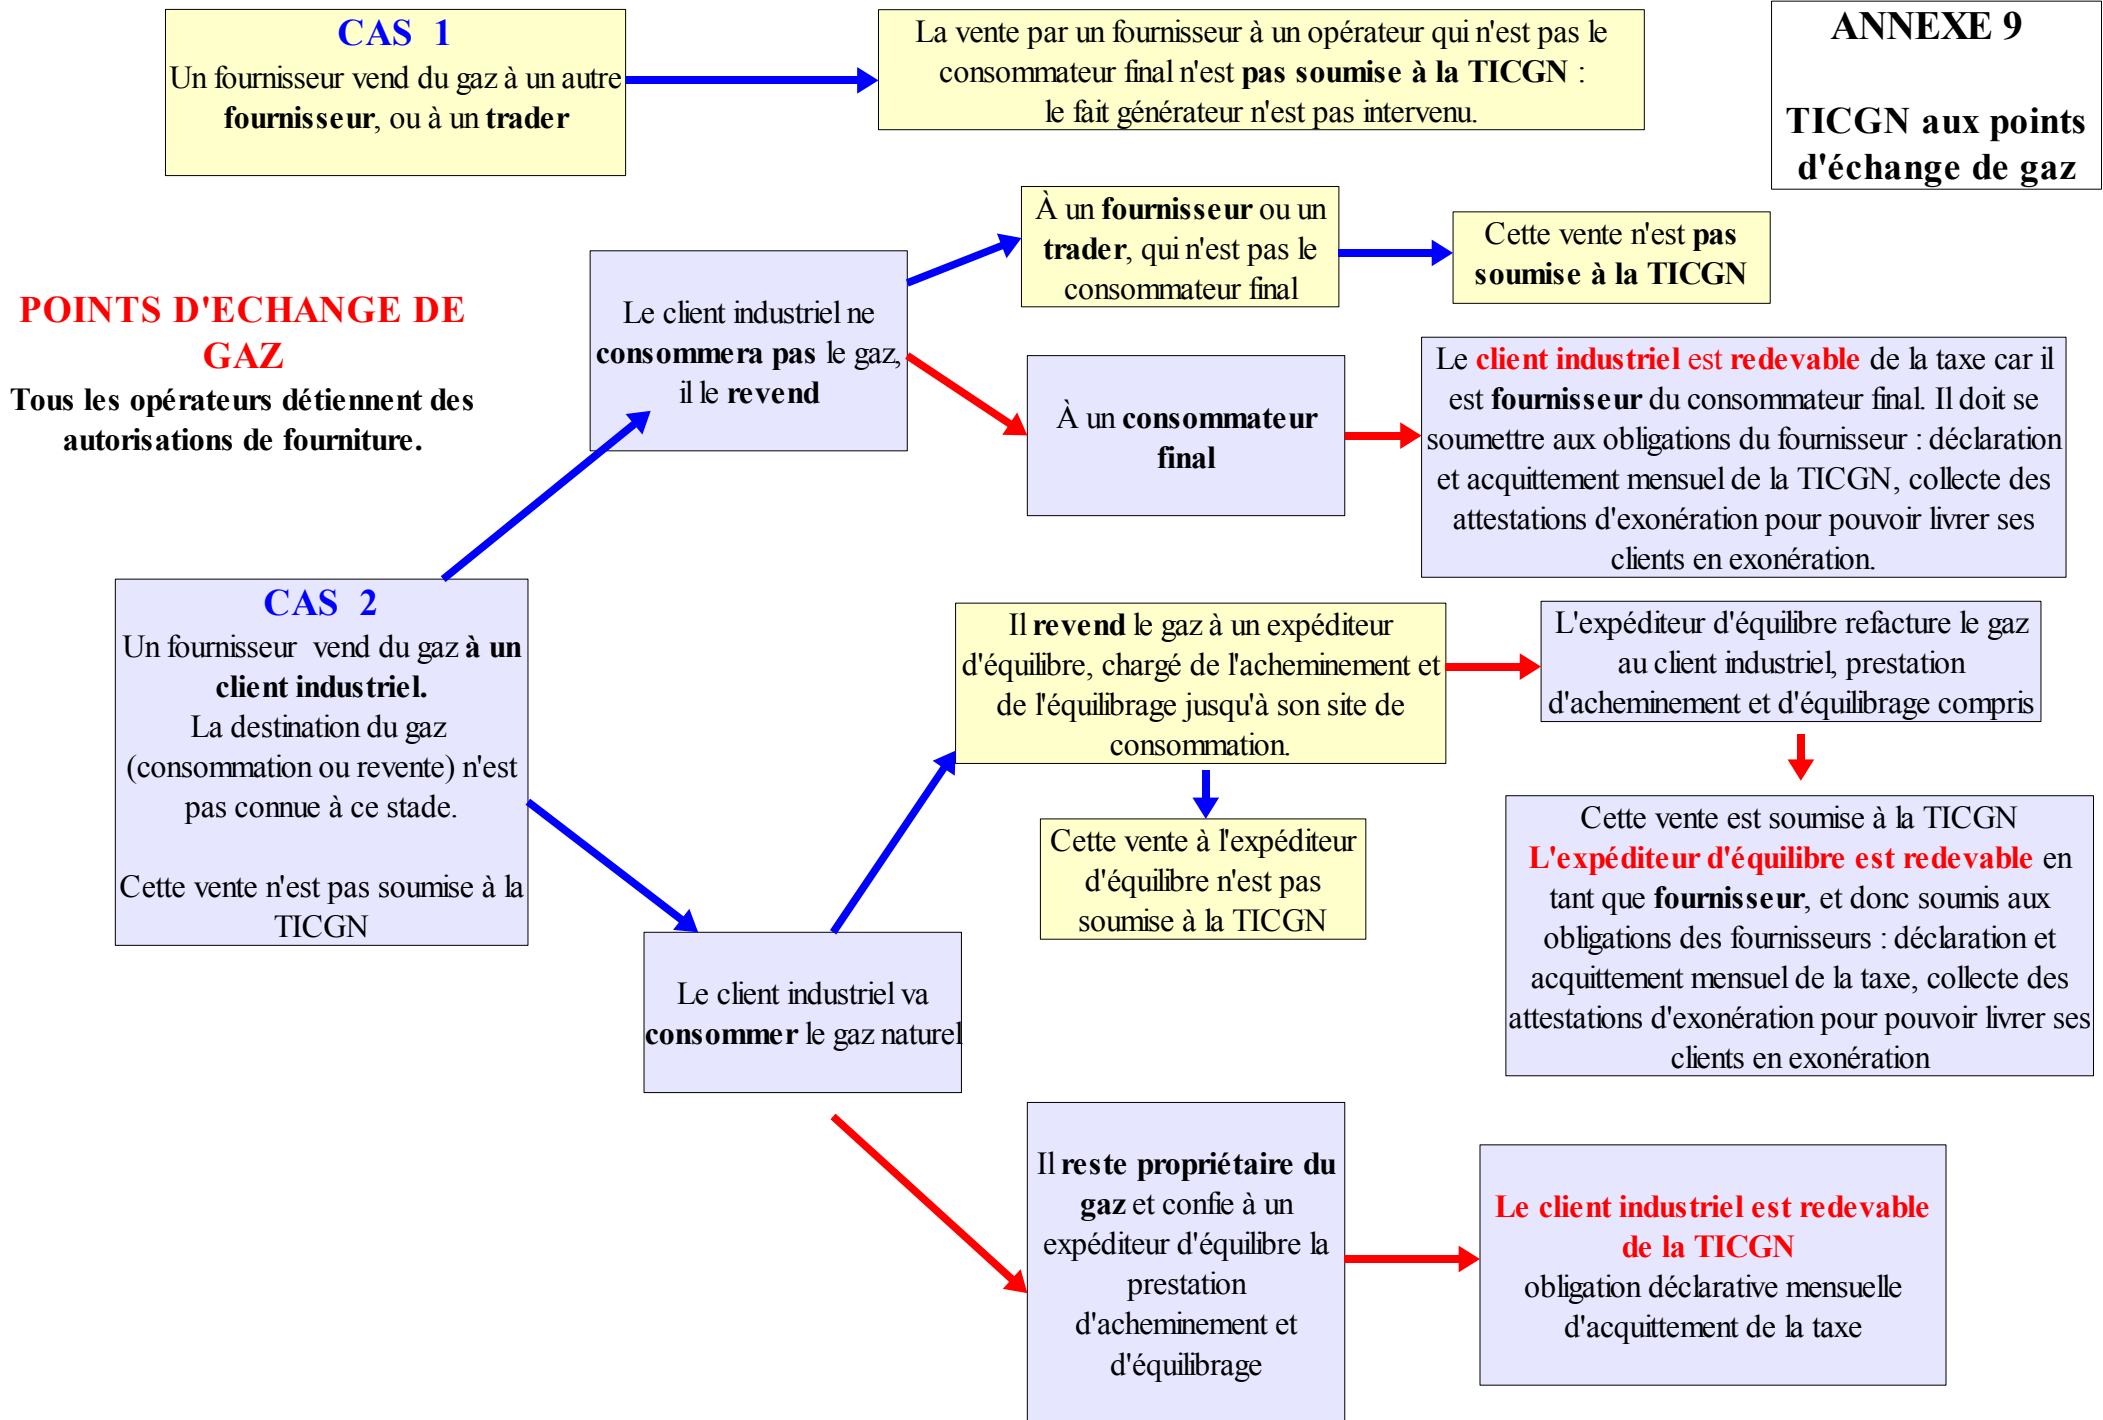 CAS 1
Un fournisseur vend du gaz à un autre
fournisseur, ou à un trader
La vente par un fournisseur à un opérateur qui n'est pas le
consommateur final n'est pas soumise à la TICGN :
le fait générateur n'est pas intervenu.
ANNEXE 9
TICGN aux points
d'échange de gaz
POINTS D'ECHANGE DE
GAZ
Tous les opérateurs détiennent des
autorisations de fourniture.
Le client industriel ne
consommera pas le gaz,
il le revend
À un fournisseur ou un
trader, qui n'est pas le
consommateur final
Cette vente n'est pas
soumise à la TICGN
À un consommateur
final
Le client industriel est redevable de la taxe car il
est fournisseur du consommateur final. Il doit se
soumettre aux obligations du fournisseur : déclaration
et acquittement mensuel de la TICGN, collecte des
attestations d'exonération pour pouvoir livrer ses
clients en exonération.
CAS 2
Un fournisseur vend du gaz à un
client industriel.
La destination du gaz
(consommation ou revente) n'est
pas connue à ce stade.
Cette vente n'est pas soumise à la
TICGN
Il revend le gaz à un expéditeur
d'équilibre, chargé de l'acheminement et
de l'équilibrage jusqu'à son site de
consommation.
L'expéditeur d'équilibre refacture le gaz
au client industriel, prestation
d'acheminement et d'équilibrage compris
Cette vente à l'expéditeur
d'équilibre n'est pas
soumise à la TICGN
Cette vente est soumise à la TICGN
L'expéditeur d'équilibre est redevable en
tant que fournisseur, et donc soumis aux
obligations des fournisseurs : déclaration et
acquittement mensuel de la taxe, collecte des
attestations d'exonération pour pouvoir livrer ses
clients en exonération
Le client industriel va
consommer le gaz naturel
Il reste propriétaire du
gaz et confie à un
expéditeur d'équilibre la
prestation
d'acheminement et
d'équilibrage
Le client industriel est redevable
de la TICGN
obligation déclarative mensuelle
d'acquittement de la taxe